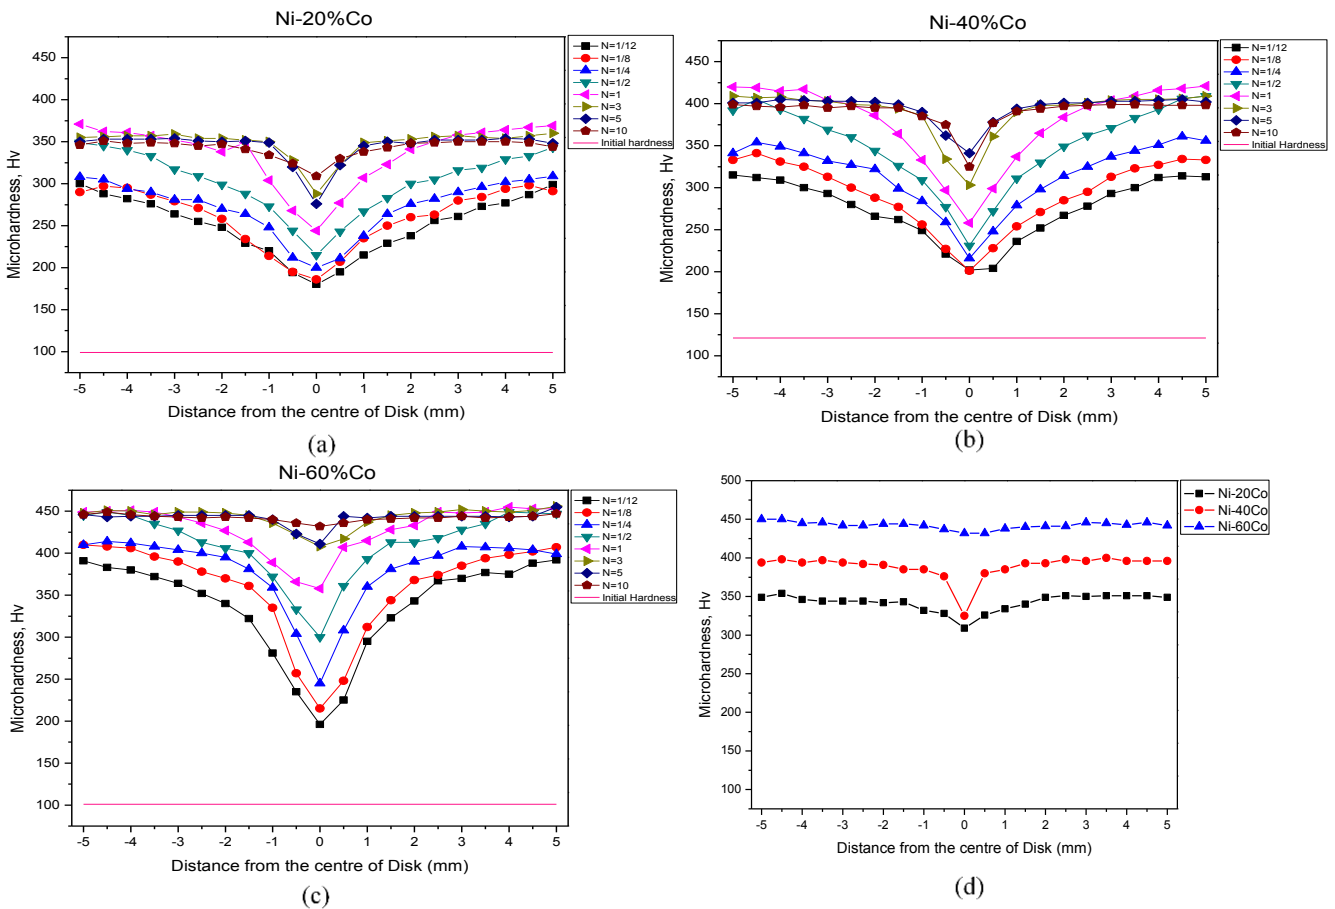 Ni-20%Co
Microhardness, Hv
450
400
350
300
250
200
150
100
-5 -4 -3 -2 -1 0 1 2 3 4 5
Distance from the centre of Disk (mm)
N=1/12
N=1/8
N=1/4
N=1/2
N=1
N=3
N=5
N=10
Initial hardness
(a)
Ni-40%Co
Microhardness, Hv
450
400
350
300
250
200
150
100
-5 -4 -3 -2 -1 0 1 2 3 4 5
Distance from the centre of Disk (mm)
N=1/12
N=1/8
N=1/4
N=1/2
N=1
N=3
N=5
N=10
Initial Hardness
(b)
Ni-60%Co
Microhardness, Hv
450
400
350
300
250
200
150
100
-5 -4 -3 -2 -1 0 1 2 3 4 5
Distance from the centre of Disk (mm)
N=1/12
N=1/8
N=1/4
N=1/2
N=1
N=3
N=5
N=10
Initial Hardness
(c)
Microhardness, Hv
500
450
400
350
300
250
200
150
100
-5 -4 -3 -2 -1 0 1 2 3 4 5
Distance from the centre of Disk (mm)
Ni-20Co
Ni-40Co
Ni-60Co
(d)